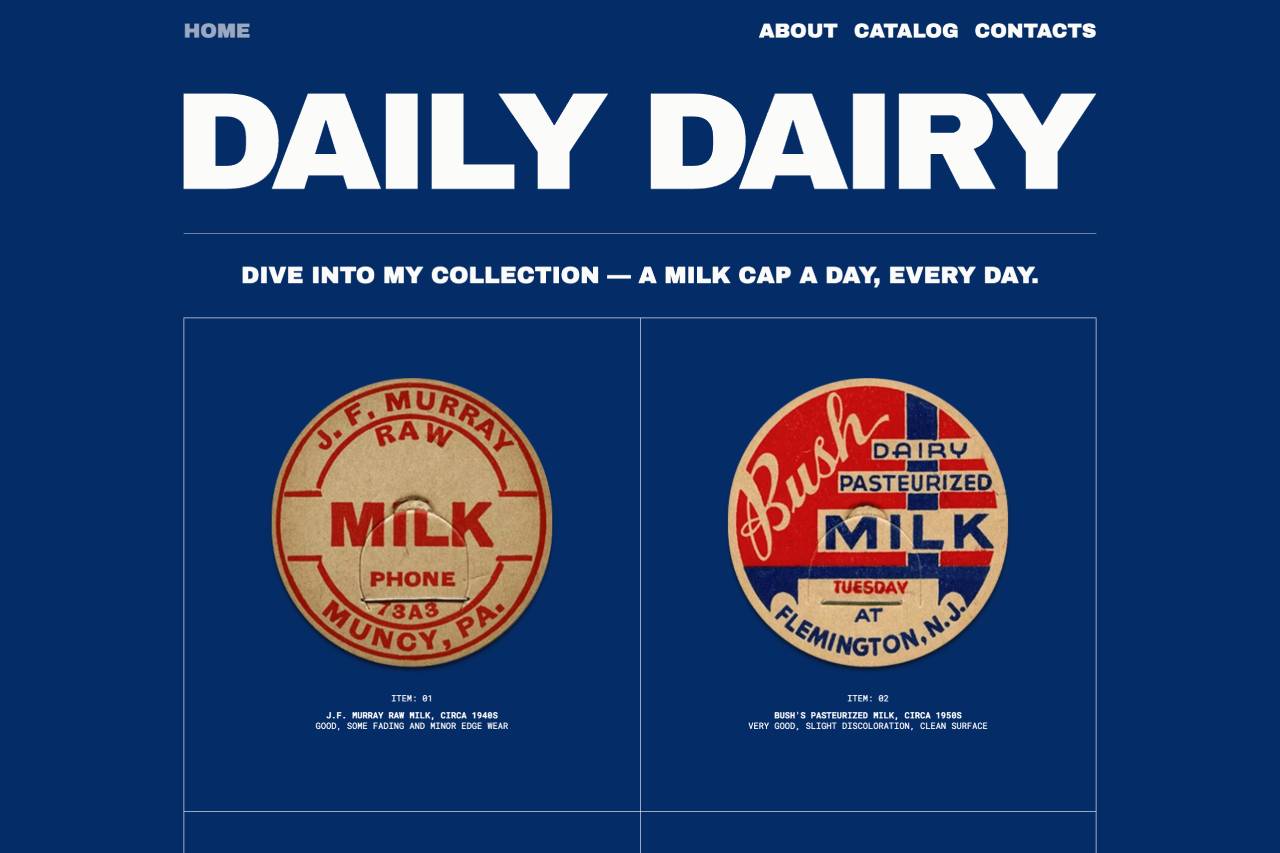 HOME
ABOUT CATALOG CONTACTS
DAILY DAIRY
DIVE INTO MY COLLECTION — A MILK CAP A DAY, EVERY DAY.
J. F. MURRAY
RAW
MILK
PHONE
73A3
MUNCY, PA.
Bush
DAIRY
PASTEURIZED
MILK
TUESDAY
AT
FLEMINGTON, N.J.
ITEM: 01
J.F. MURRAY RAW MILK, CIRCA 1940S
GOOD, SOME FADING AND MINOR EDGE WEAR
ITEM: 02
BUSH'S PASTEURIZED MILK, CIRCA 1950S
VERY GOOD, SLIGHT DISCOLORATION, CLEAN SURFACE